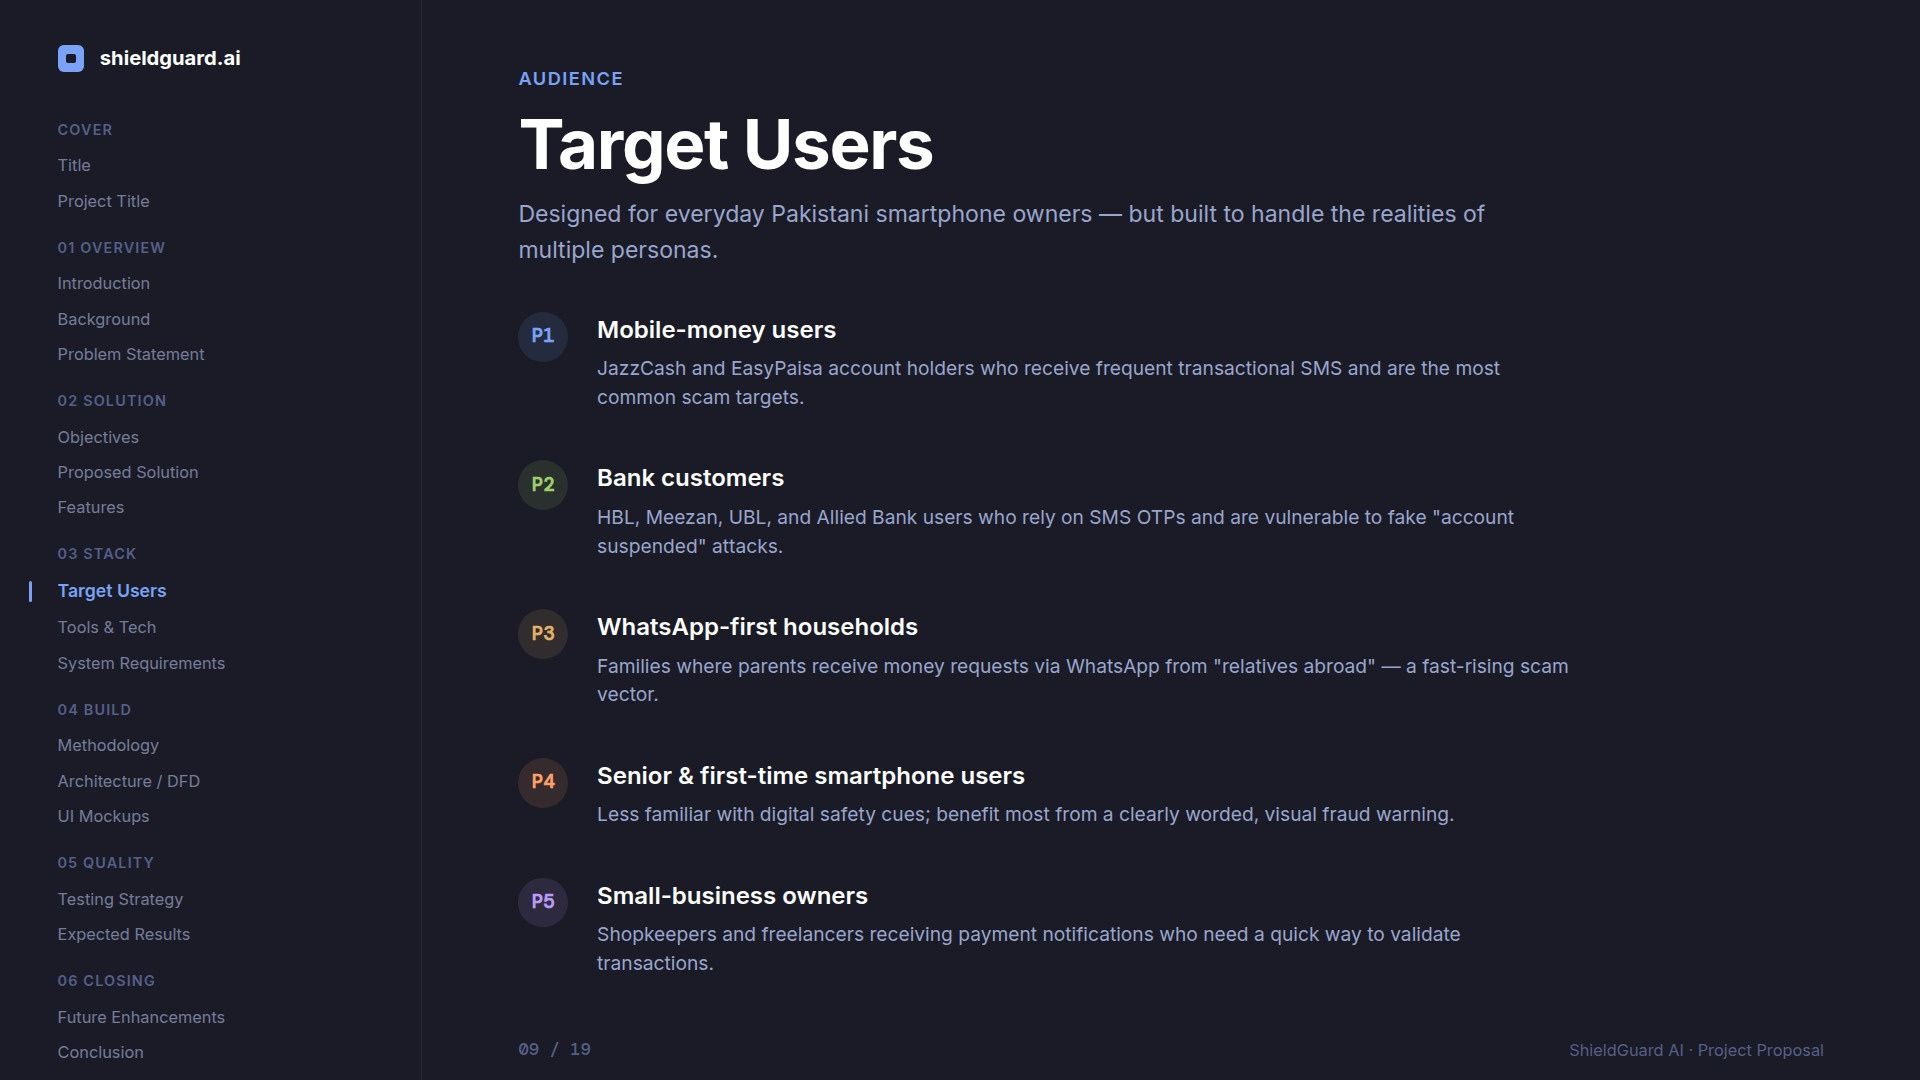 shieldguard.ai
COVER
Title
Project Title
01 OVERVIEW
Introduction
Background
Problem Statement
02 SOLUTION
Objectives
Proposed Solution
Features
03 STACK
Target Users
Tools & Tech
System Requirements
04 BUILD
Methodology
Architecture / DFD
UI Mockups
05 QUALITY
Testing Strategy
Expected Results
06 CLOSING
Future Enhancements
Conclusion
AUDIENCE
Target Users
Designed for everyday Pakistani smartphone owners — but built to handle the realities of
multiple personas.
P1
Mobile-money users
JazzCash and EasyPaisa account holders who receive frequent transactional SMS and are the most
common scam targets.
P2
Bank customers
HBL, Meezan, UBL, and Allied Bank users who rely on SMS OTPs and are vulnerable to fake "account
suspended" attacks.
P3
WhatsApp-first households
Families where parents receive money requests via WhatsApp from "relatives abroad" — a fast-rising scam
vector.
P4
Senior & first-time smartphone users
Less familiar with digital safety cues; benefit most from a clearly worded, visual fraud warning.
P5
Small-business owners
Shopkeepers and freelancers receiving payment notifications who need a quick way to validate
transactions.
09 / 19
ShieldGuard AI · Project Proposal